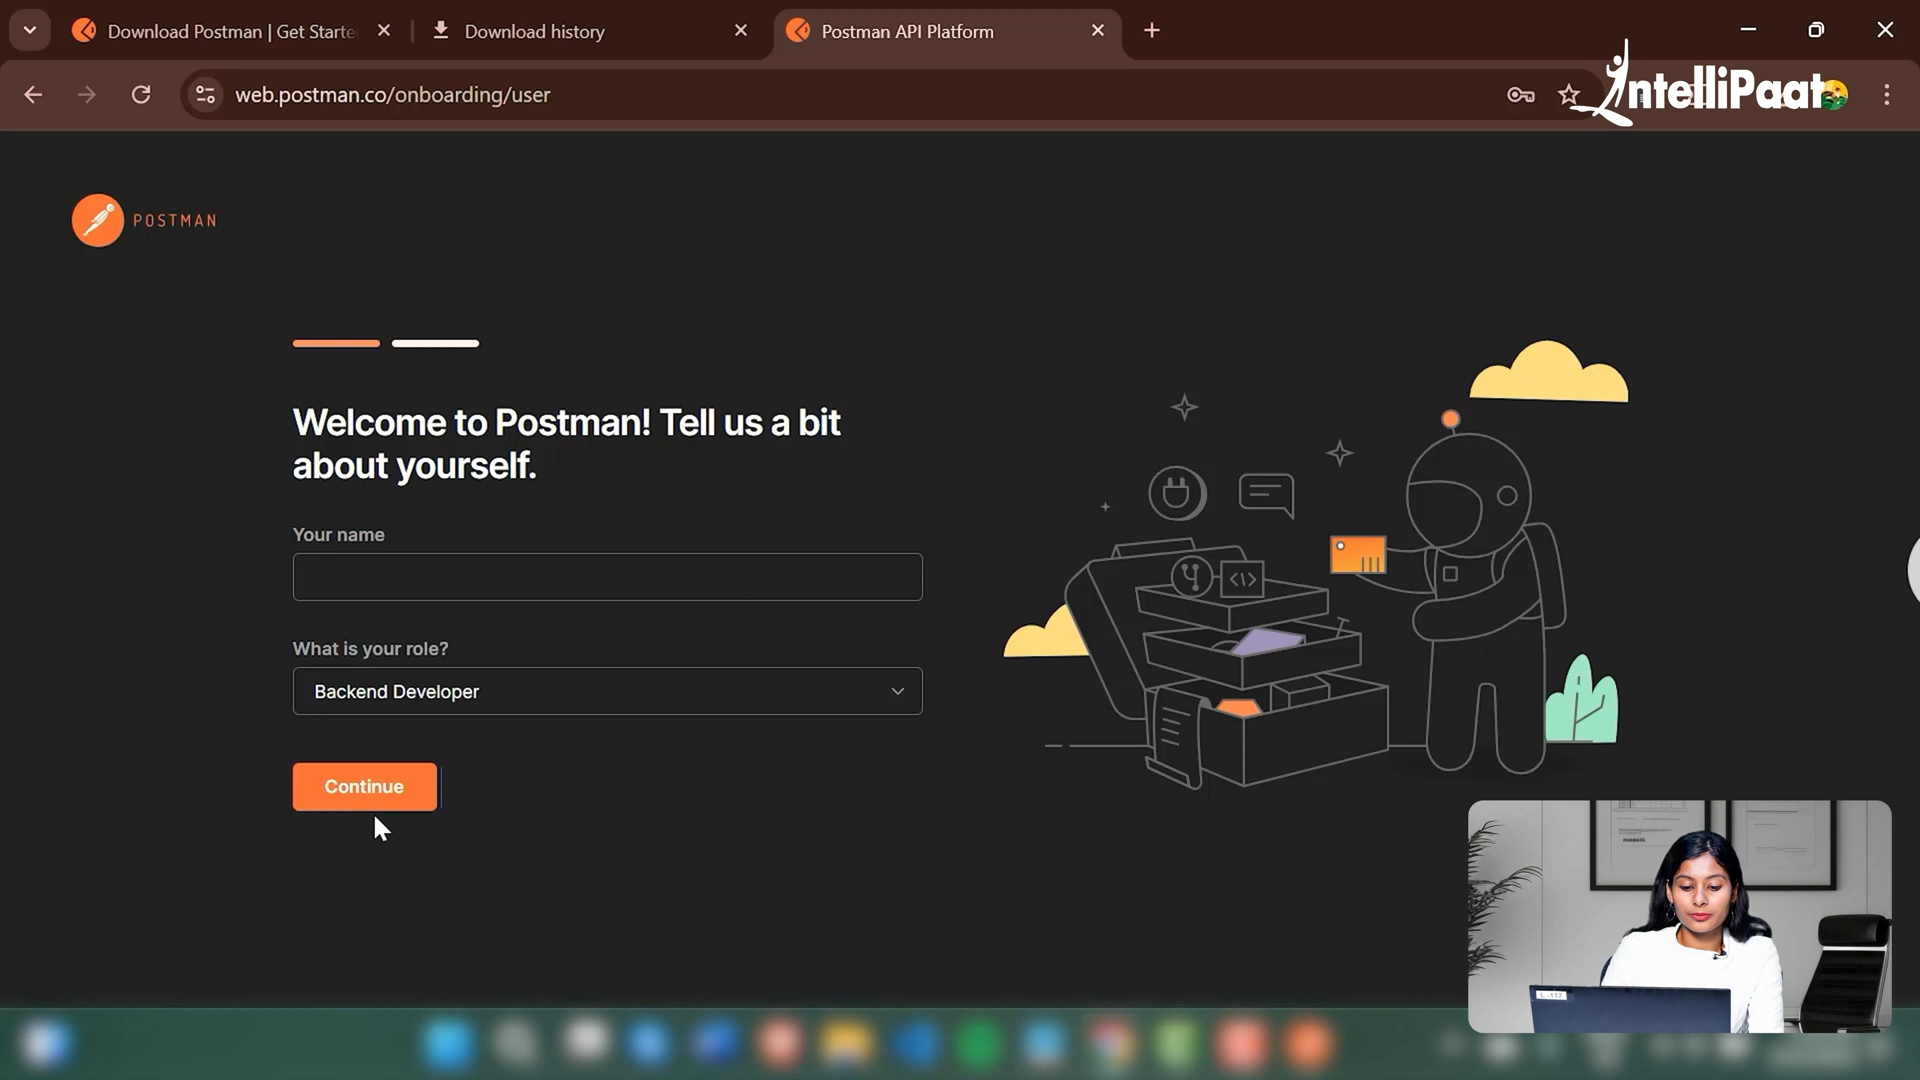 Download Postman | Get Starte
Download history
Postman API Platform
web.postman.co/onboarding/user
IntelliPaat
POSTMAN
Welcome to Postman! Tell us a bit
about yourself.
Your name
What is your role?
Backend Developer
Continue
L-117